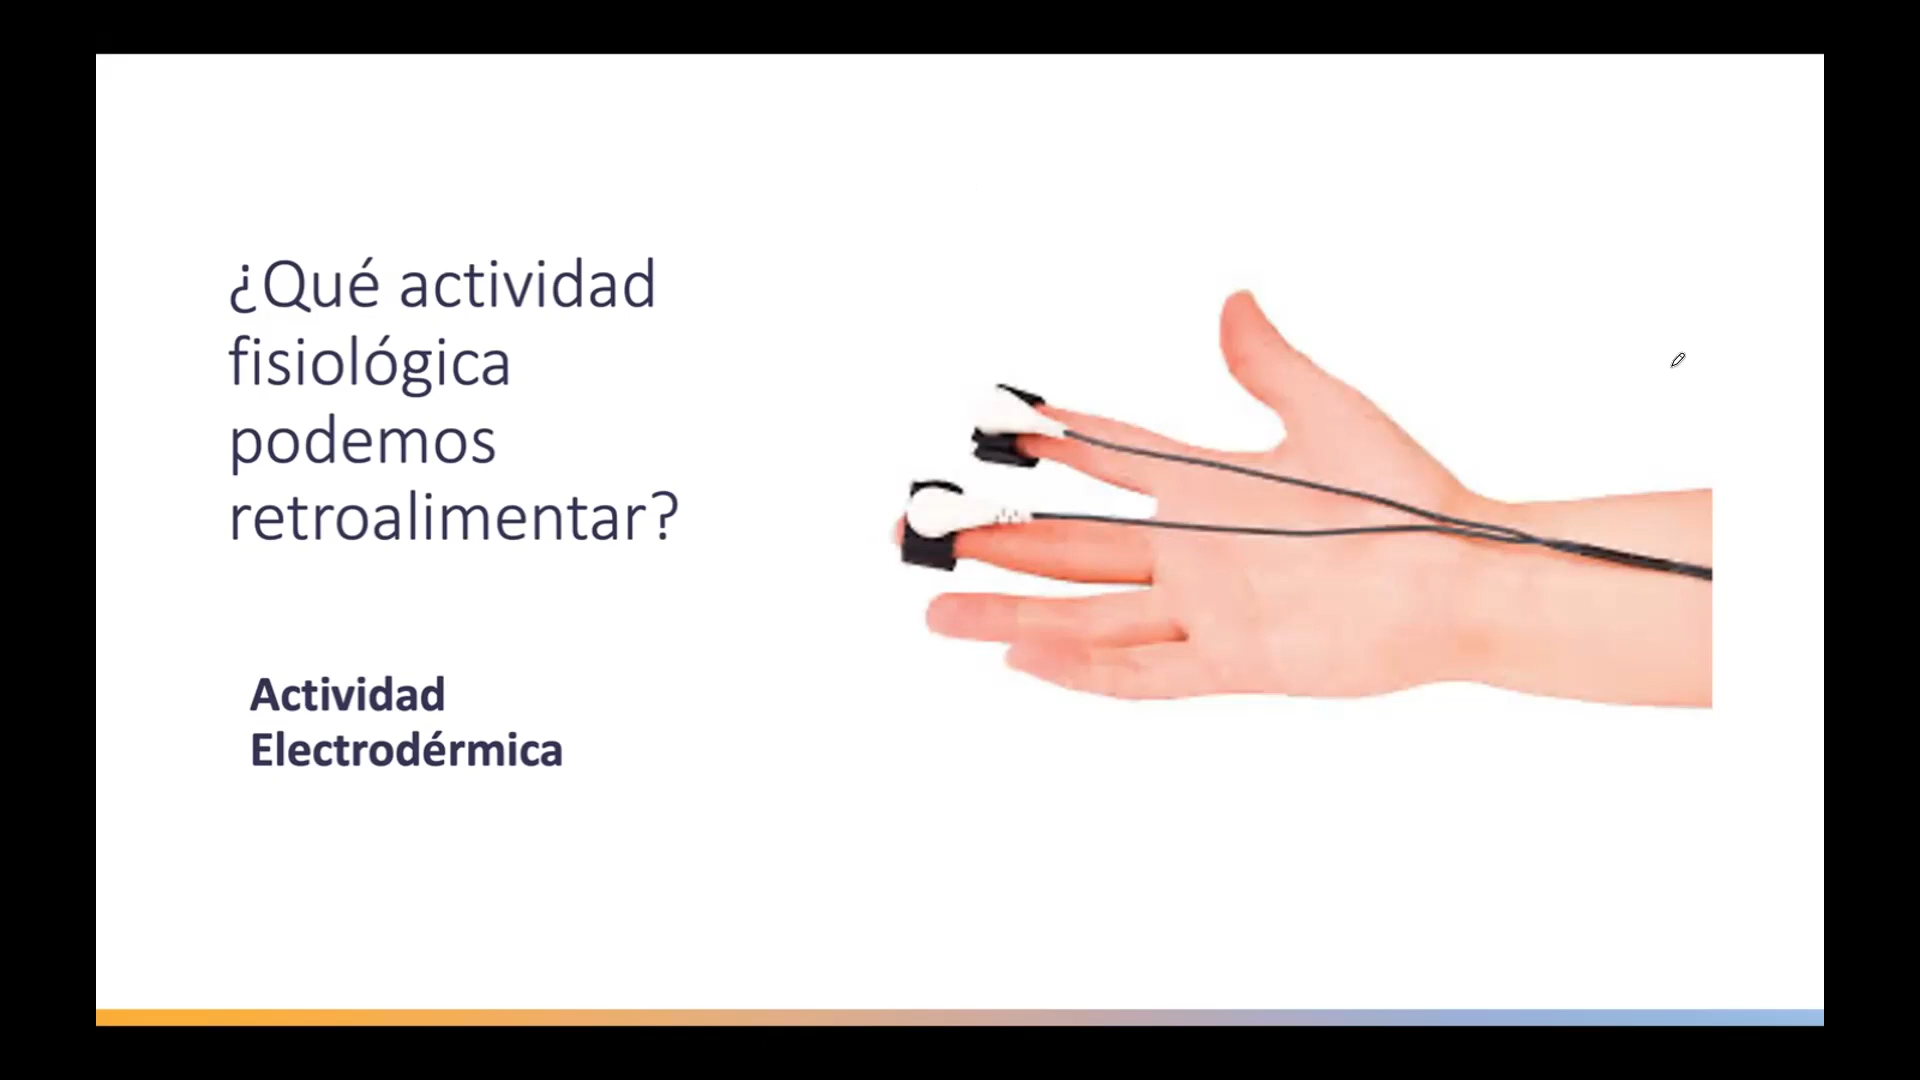 ¿Qué actividad
fisiológica
podemos
retroalimentar?
Actividad
Electrodérmica